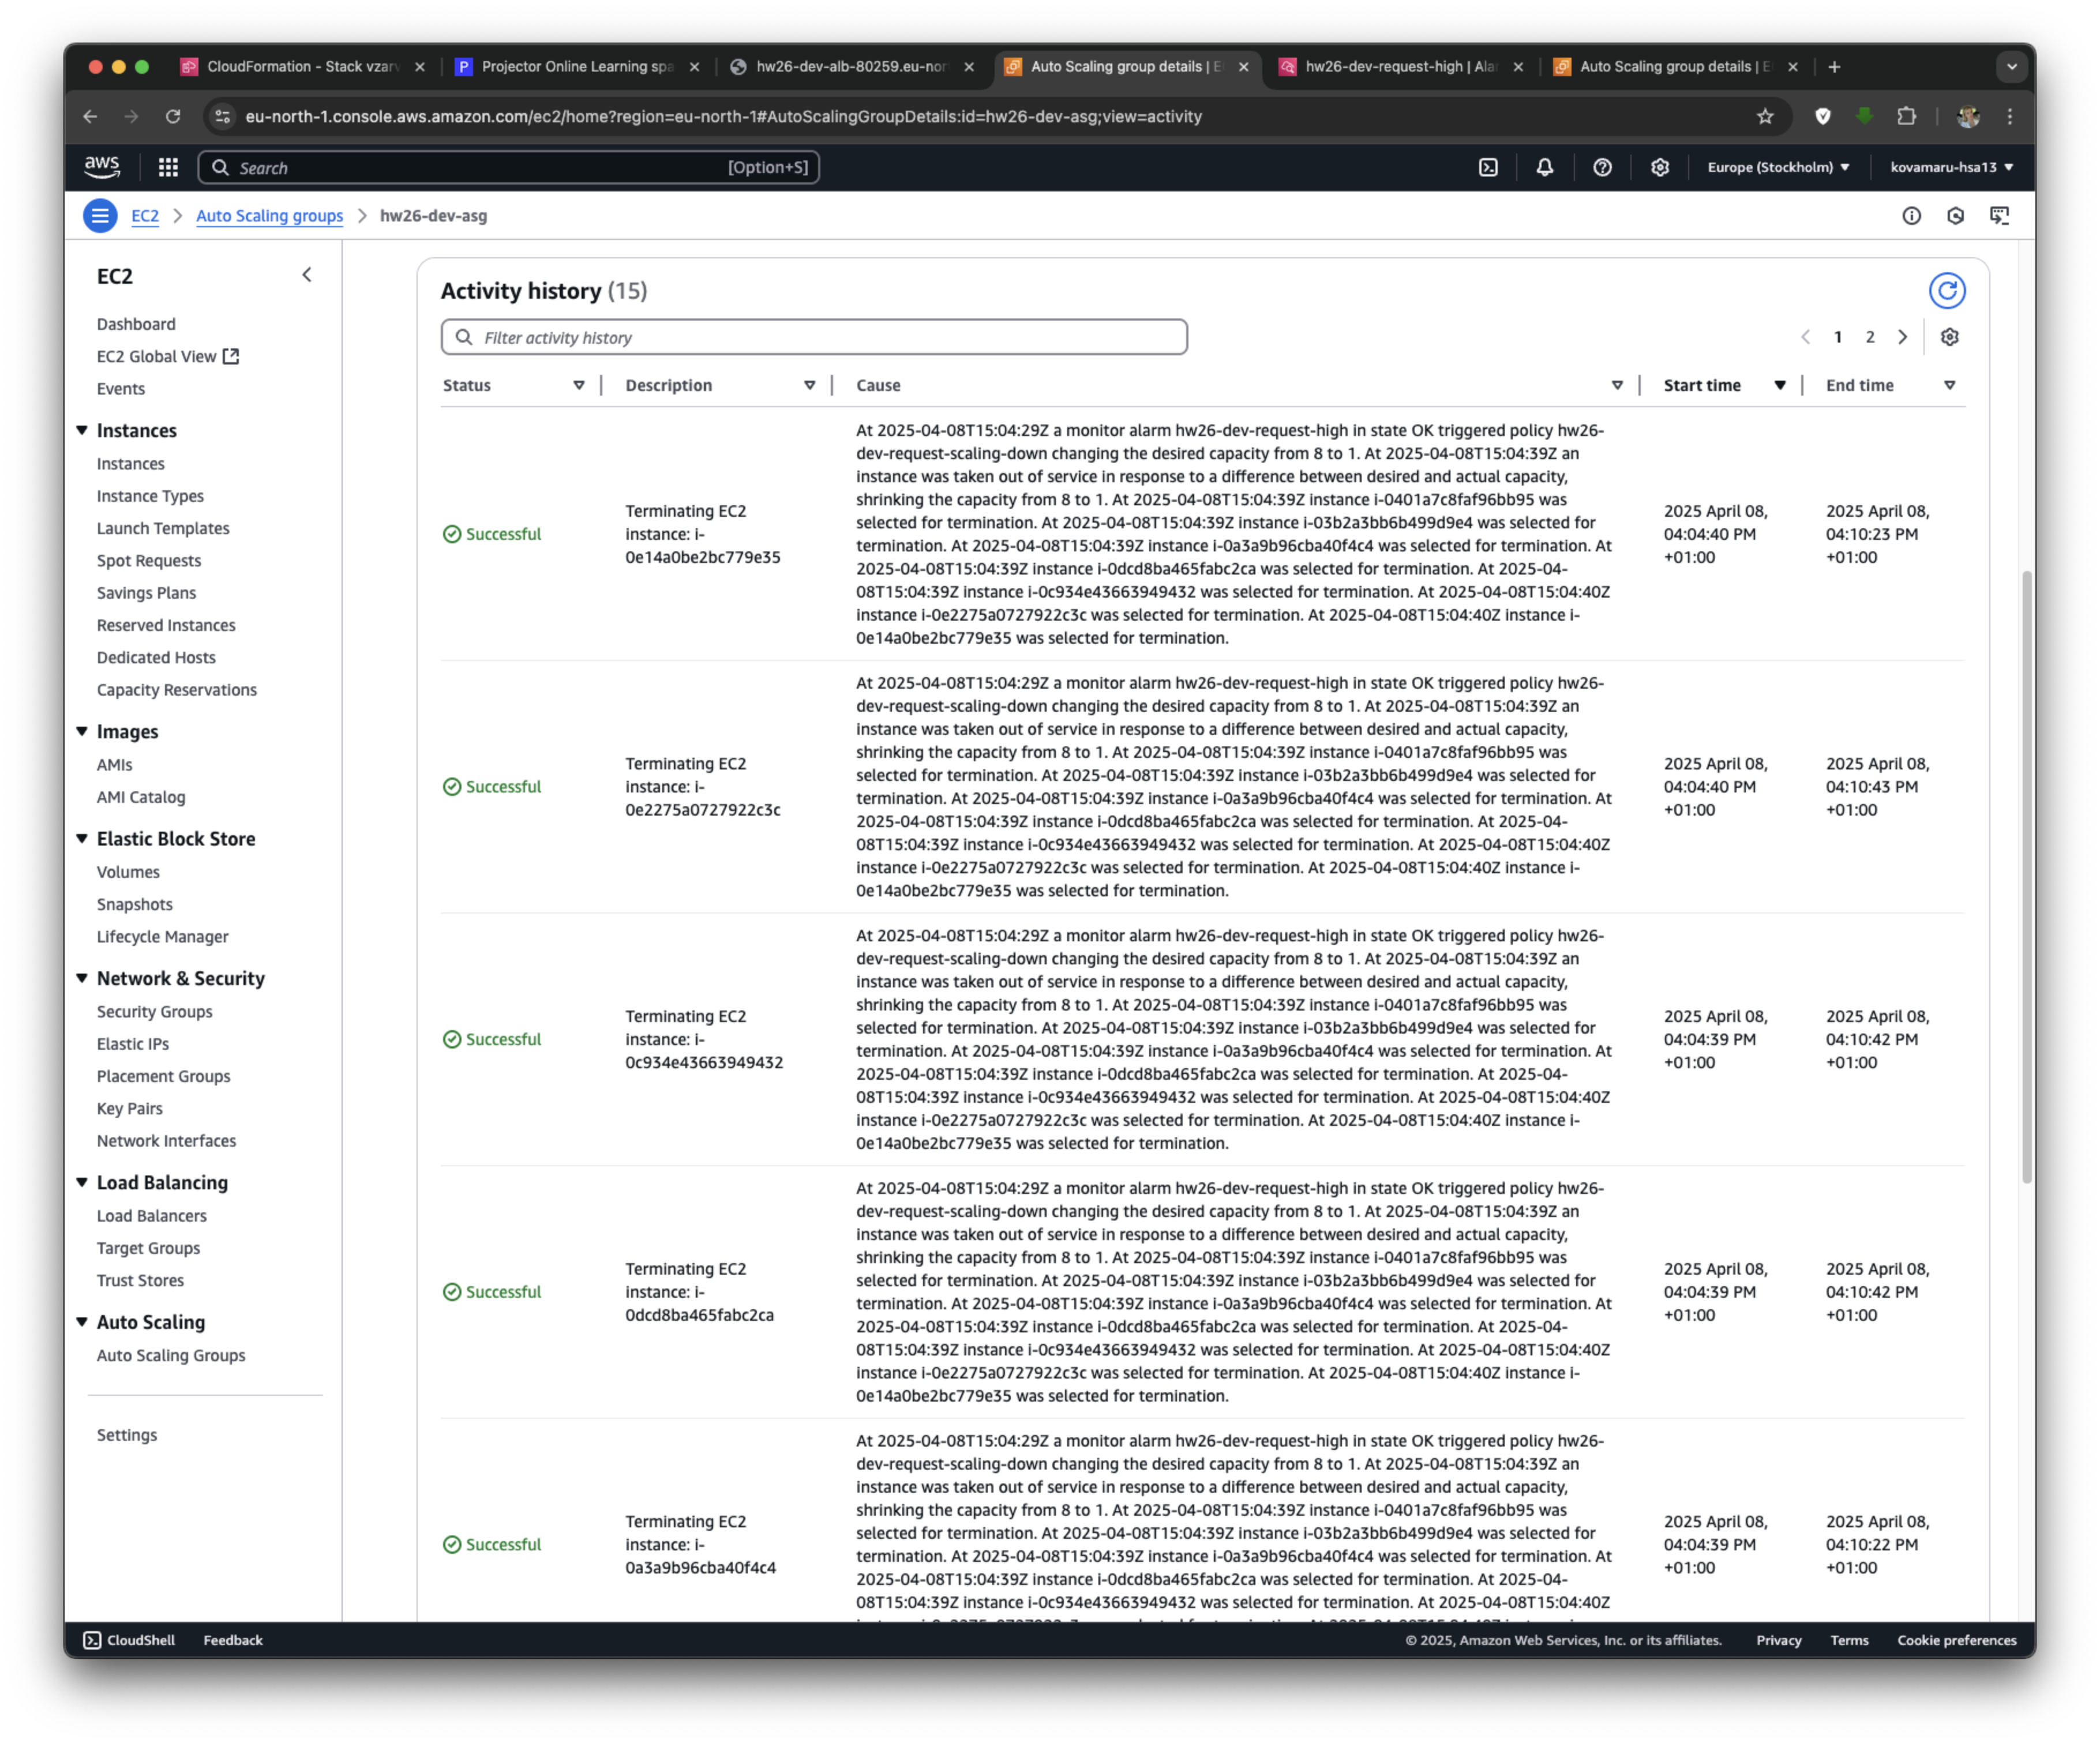 CloudFormation - Stack vzarv
Projector Online Learning spa
hw26-dev-alb-80259.eu-nor
Auto Scaling group details | E
hw26-dev-request-high | Ala
Auto Scaling group details | E
eu-north-1.console.aws.amazon.com/ec2/home?region=eu-north-1#AutoScalingGroupDetails:id=hw26-dev-asg;view=activity
aws
Search
[Option+S]
Europe (Stockholm)
kovamaru-hsa13
EC2
Auto Scaling groups
hw26-dev-asg
EC2
Dashboard
EC2 Global View
Events
Instances
Instances
Instance Types
Launch Templates
Spot Requests
Savings Plans
Reserved Instances
Dedicated Hosts
Capacity Reservations
Images
AMIs
AMI Catalog
Elastic Block Store
Volumes
Snapshots
Lifecycle Manager
Network & Security
Security Groups
Elastic IPs
Placement Groups
Key Pairs
Network Interfaces
Load Balancing
Load Balancers
Target Groups
Trust Stores
Auto Scaling
Auto Scaling Groups
Settings
Activity history (15)
Filter activity history
1 2
Status
Description
Cause
Start time
End time
Successful
Terminating EC2
instance: i-
0e14a0be2bc779e35
At 2025-04-08T15:04:29Z a monitor alarm hw26-dev-request-high in state OK triggered policy hw26-
dev-request-scaling-down changing the desired capacity from 8 to 1. At 2025-04-08T15:04:39Z an
instance was taken out of service in response to a difference between desired and actual capacity,
shrinking the capacity from 8 to 1. At 2025-04-08T15:04:39Z instance i-0401a7c8faf96bb95 was
selected for termination. At 2025-04-08T15:04:39Z instance i-03b2a3bb6b499d9e4 was selected for
termination. At 2025-04-08T15:04:39Z instance i-0a3a9b96cba40f4c4 was selected for termination. At
2025-04-08T15:04:39Z instance i-0dcd8ba465fabc2ca was selected for termination. At 2025-04-
08T15:04:39Z instance i-0c934e43663949432 was selected for termination. At 2025-04-08T15:04:40Z
instance i-0e2275a0727922c3c was selected for termination. At 2025-04-08T15:04:40Z instance i-
0e14a0be2bc779e35 was selected for termination.
2025 April 08,
04:04:40 PM
+01:00
2025 April 08,
04:10:23 PM
+01:00
Successful
Terminating EC2
instance: i-
0e2275a0727922c3c
At 2025-04-08T15:04:29Z a monitor alarm hw26-dev-request-high in state OK triggered policy hw26-
dev-request-scaling-down changing the desired capacity from 8 to 1. At 2025-04-08T15:04:39Z an
instance was taken out of service in response to a difference between desired and actual capacity,
shrinking the capacity from 8 to 1. At 2025-04-08T15:04:39Z instance i-0401a7c8faf96bb95 was
selected for termination. At 2025-04-08T15:04:39Z instance i-03b2a3bb6b499d9e4 was selected for
termination. At 2025-04-08T15:04:39Z instance i-0a3a9b96cba40f4c4 was selected for termination. At
2025-04-08T15:04:39Z instance i-0dcd8ba465fabc2ca was selected for termination. At 2025-04-
08T15:04:39Z instance i-0c934e43663949432 was selected for termination. At 2025-04-08T15:04:40Z
instance i-0e2275a0727922c3c was selected for termination. At 2025-04-08T15:04:40Z instance i-
0e14a0be2bc779e35 was selected for termination.
2025 April 08,
04:04:40 PM
+01:00
2025 April 08,
04:10:43 PM
+01:00
Successful
Terminating EC2
instance: i-
0c934e43663949432
At 2025-04-08T15:04:29Z a monitor alarm hw26-dev-request-high in state OK triggered policy hw26-
dev-request-scaling-down changing the desired capacity from 8 to 1. At 2025-04-08T15:04:39Z an
instance was taken out of service in response to a difference between desired and actual capacity,
shrinking the capacity from 8 to 1. At 2025-04-08T15:04:39Z instance i-0401a7c8faf96bb95 was
selected for termination. At 2025-04-08T15:04:39Z instance i-03b2a3bb6b499d9e4 was selected for
termination. At 2025-04-08T15:04:39Z instance i-0a3a9b96cba40f4c4 was selected for termination. At
2025-04-08T15:04:39Z instance i-0dcd8ba465fabc2ca was selected for termination. At 2025-04-
08T15:04:39Z instance i-0c934e43663949432 was selected for termination. At 2025-04-08T15:04:40Z
instance i-0e2275a0727922c3c was selected for termination. At 2025-04-08T15:04:40Z instance i-
0e14a0be2bc779e35 was selected for termination.
2025 April 08,
04:04:39 PM
+01:00
2025 April 08,
04:10:42 PM
+01:00
Successful
Terminating EC2
instance: i-
0dcd8ba465fabc2ca
At 2025-04-08T15:04:29Z a monitor alarm hw26-dev-request-high in state OK triggered policy hw26-
dev-request-scaling-down changing the desired capacity from 8 to 1. At 2025-04-08T15:04:39Z an
instance was taken out of service in response to a difference between desired and actual capacity,
shrinking the capacity from 8 to 1. At 2025-04-08T15:04:39Z instance i-0401a7c8faf96bb95 was
selected for termination. At 2025-04-08T15:04:39Z instance i-03b2a3bb6b499d9e4 was selected for
termination. At 2025-04-08T15:04:39Z instance i-0a3a9b96cba40f4c4 was selected for termination. At
2025-04-08T15:04:39Z instance i-0dcd8ba465fabc2ca was selected for termination. At 2025-04-
08T15:04:39Z instance i-0c934e43663949432 was selected for termination. At 2025-04-08T15:04:40Z
instance i-0e2275a0727922c3c was selected for termination. At 2025-04-08T15:04:40Z instance i-
0e14a0be2bc779e35 was selected for termination.
2025 April 08,
04:04:39 PM
+01:00
2025 April 08,
04:10:42 PM
+01:00
Successful
Terminating EC2
instance: i-
0a3a9b96cba40f4c4
At 2025-04-08T15:04:29Z a monitor alarm hw26-dev-request-high in state OK triggered policy hw26-
dev-request-scaling-down changing the desired capacity from 8 to 1. At 2025-04-08T15:04:39Z an
instance was taken out of service in response to a difference between desired and actual capacity,
shrinking the capacity from 8 to 1. At 2025-04-08T15:04:39Z instance i-0401a7c8faf96bb95 was
selected for termination. At 2025-04-08T15:04:39Z instance i-03b2a3bb6b499d9e4 was selected for
termination. At 2025-04-08T15:04:39Z instance i-0a3a9b96cba40f4c4 was selected for termination. At
2025-04-08T15:04:39Z instance i-0dcd8ba465fabc2ca was selected for termination. At 2025-04-
08T15:04:39Z instance i-0c934e43663949432 was selected for termination. At 2025-04-08T15:04:40Z
2025 April 08,
04:04:39 PM
+01:00
2025 April 08,
04:10:22 PM
+01:00
CloudShell
Feedback
© 2025, Amazon Web Services, Inc. or its affiliates.
Privacy
Terms
Cookie preferences